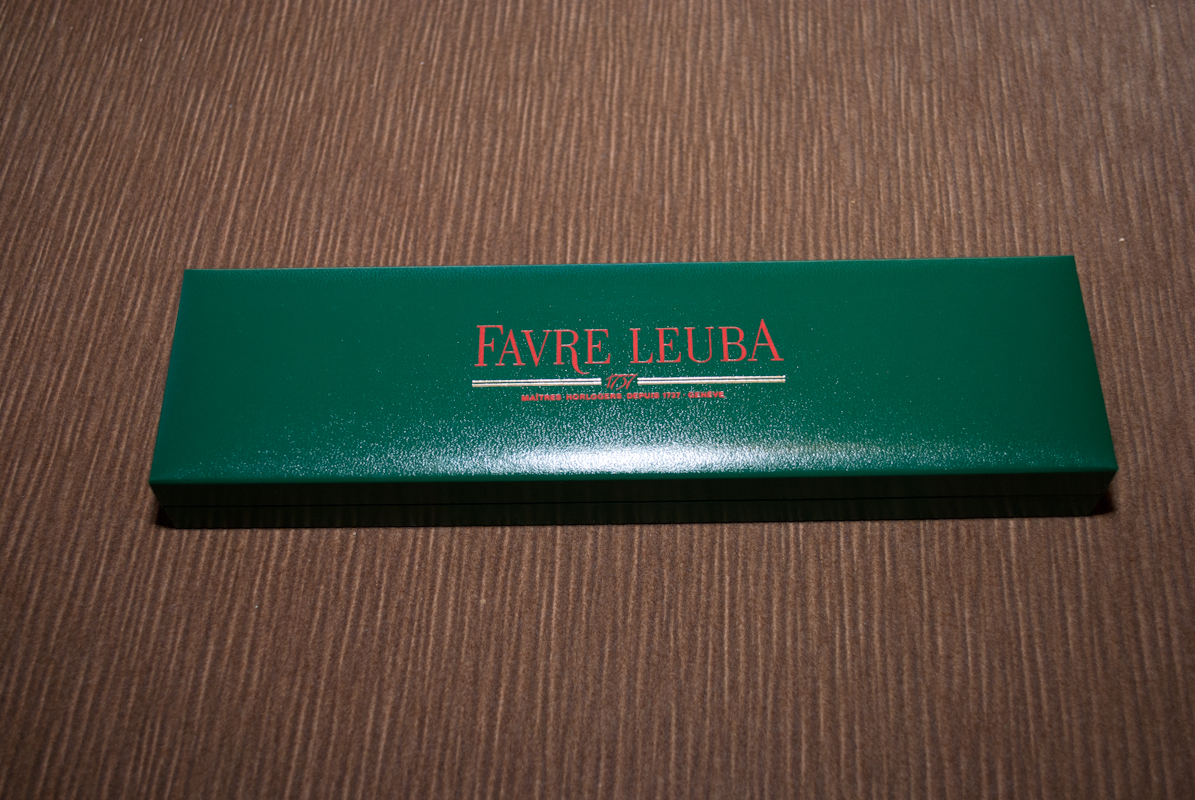 FAVRE LEUBA
1737
MAÎTRES HORLOGERS DEPUIS 1737 · GENÈVE